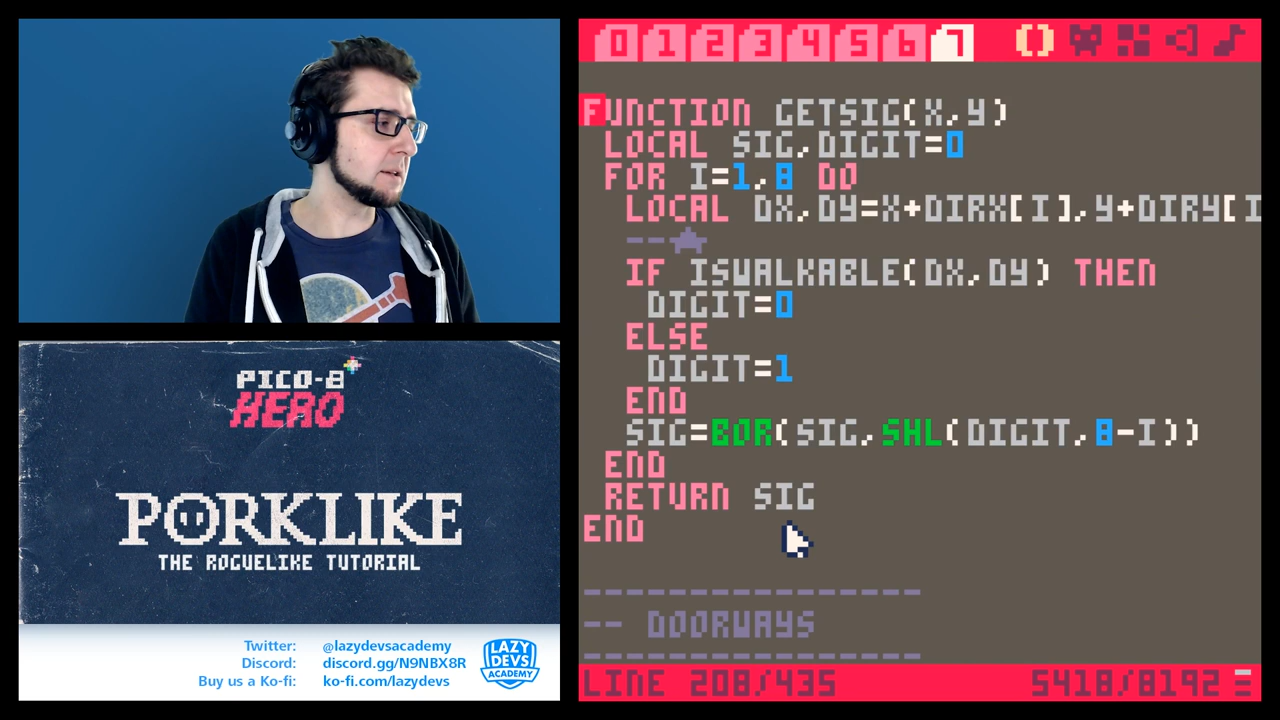 PICO-8
HERO
PORKLIKE
THE ROGUELIKE TUTORIAL
Twitter: @lazydevsacademy
Discord: discord.gg/N9NBX8R
Buy us a Ko-fi: ko-fi.com/lazydevs
LAZY
DEVS
ACADEMY
0 1 2 3 4 5 6 7 ()
FUNCTION GETSIG(X,Y)
LOCAL SIG,DIGIT=0
FOR I=1,8 DO
LOCAL DX,DY=X+DIRX[I],Y+DIRY[I
--
IF ISWALKABLE(DX,DY) THEN
DIGIT=0
ELSE
DIGIT=1
END
SIG=BOR(SIG,SHL(DIGIT,8-I))
END
RETURN SIG
END
----------------
-- DOORWAYS
----------------
LINE 208/435 5418/8192